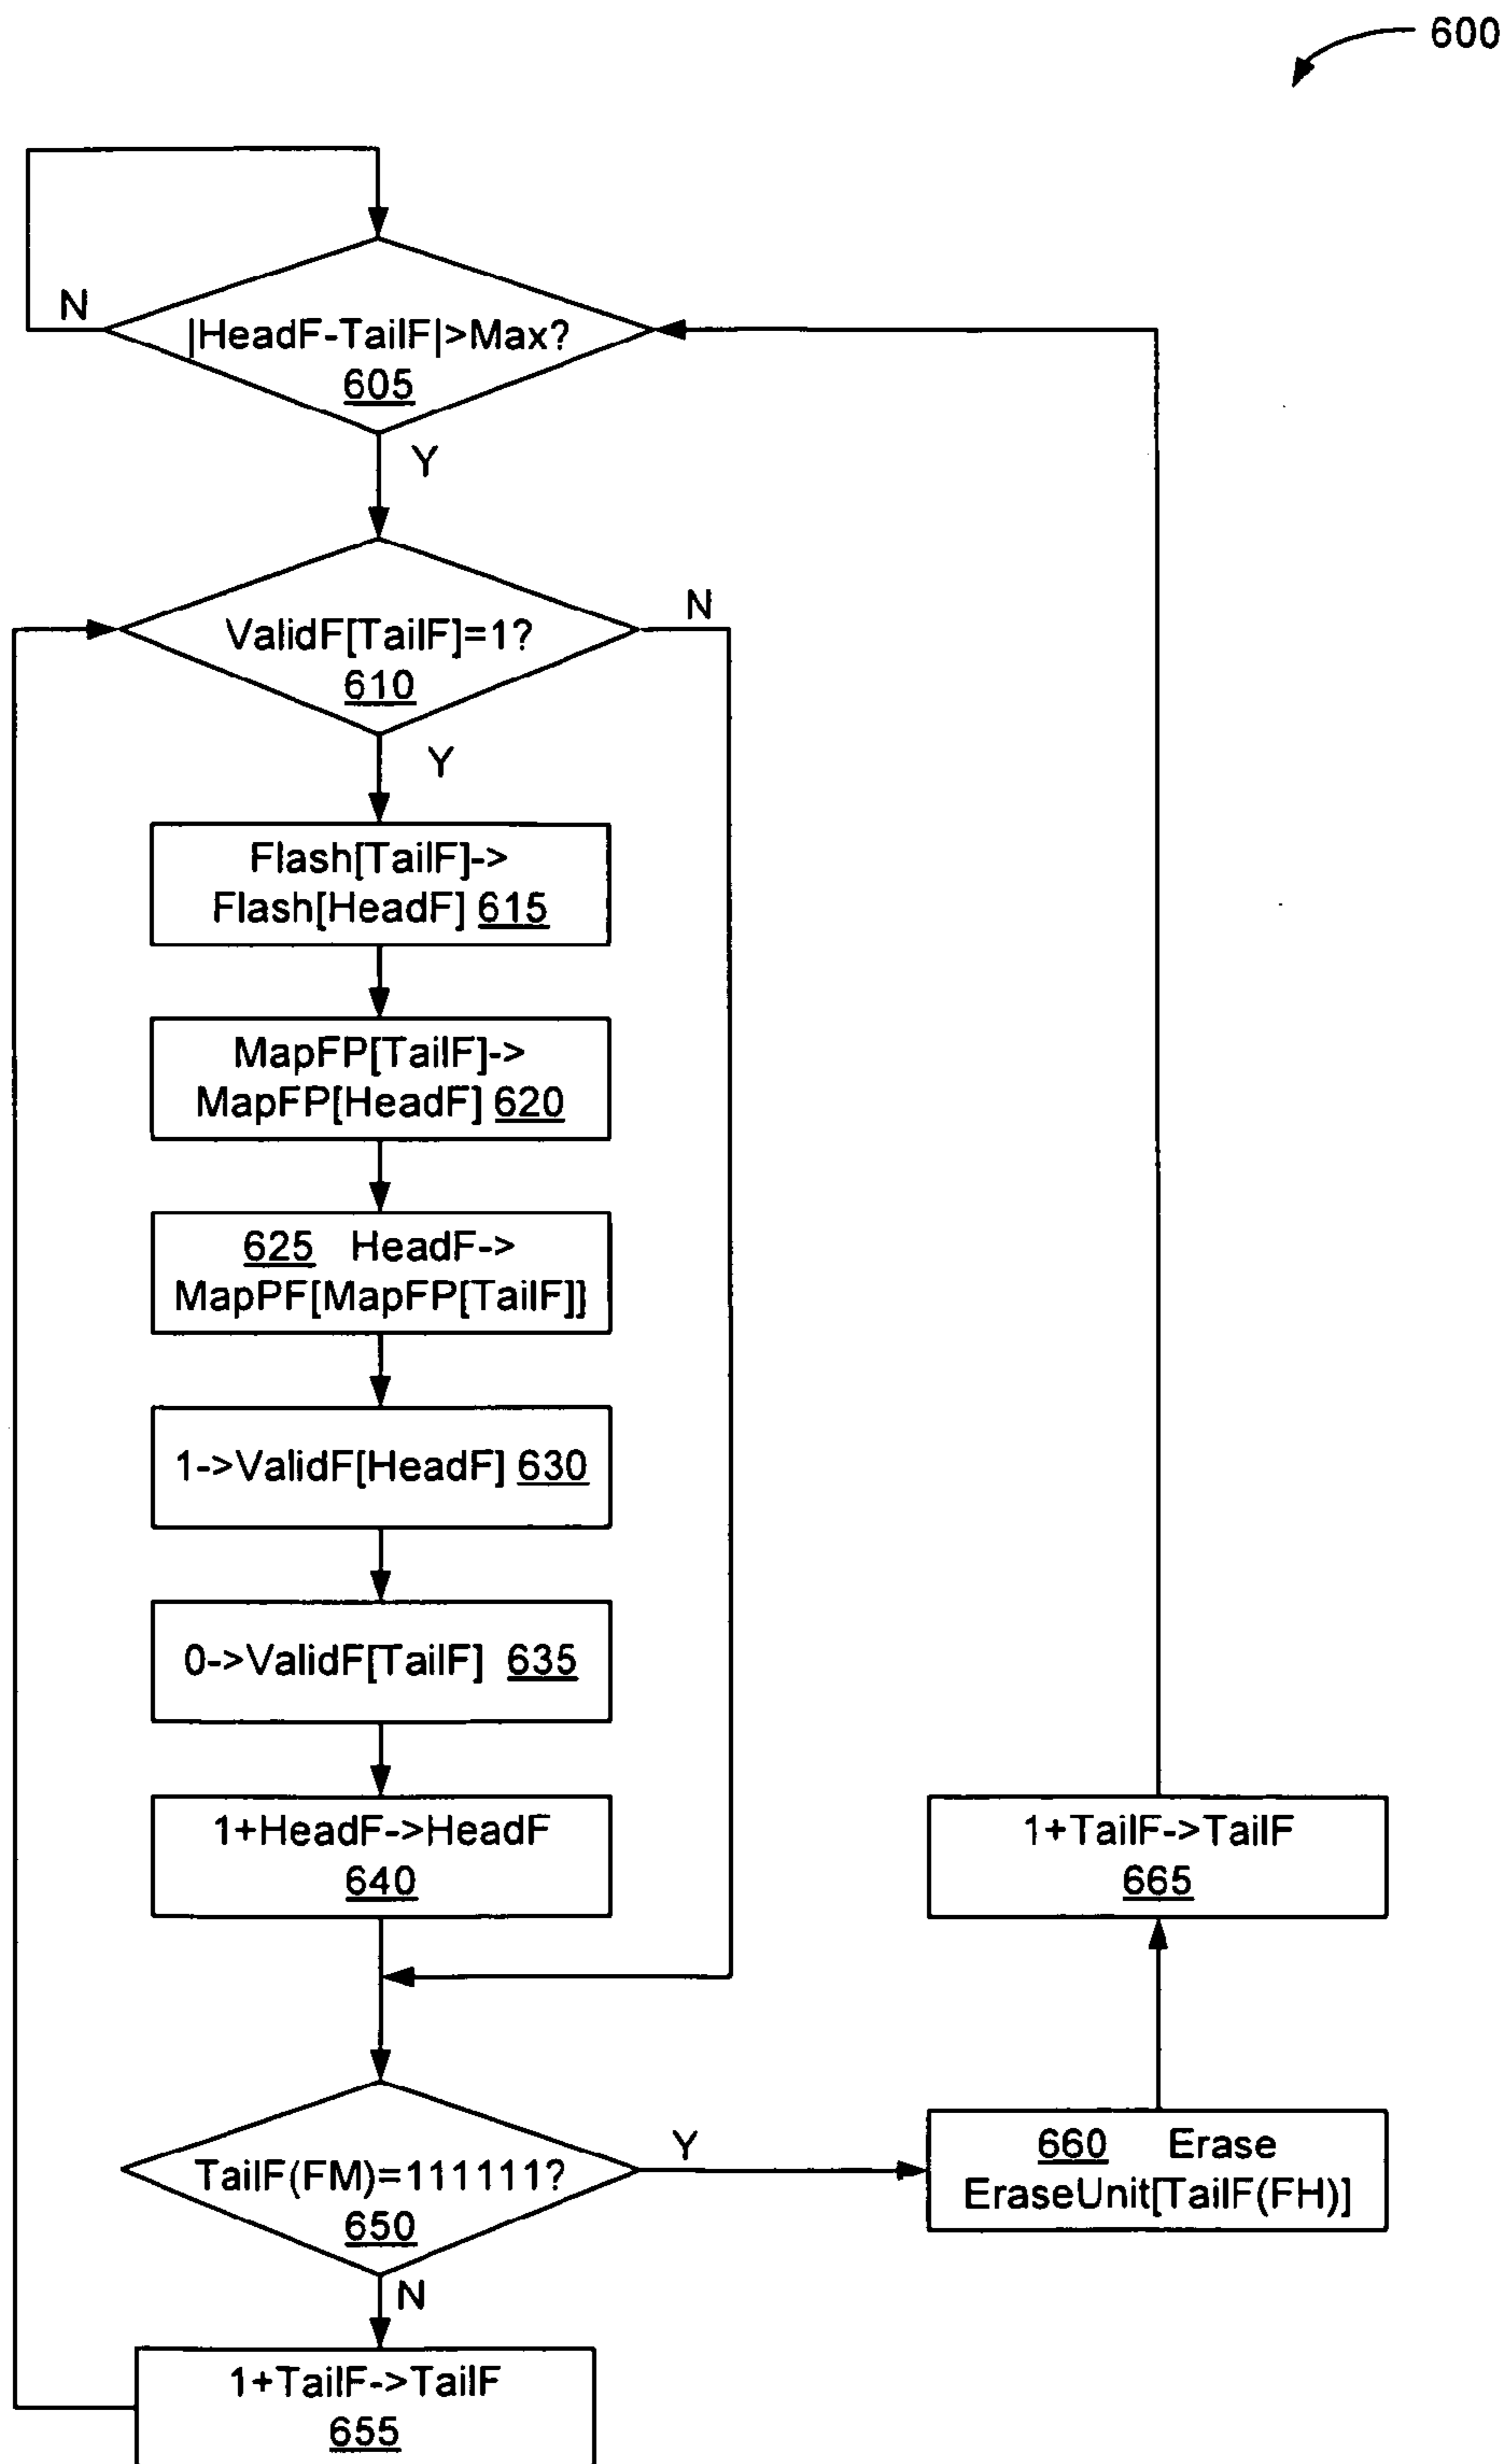 600
N
|HeadF-TailF|>Max?
605
Y
N
ValidF[TailF]=1?
610
Y
Flash[TailF]->
Flash[HeadF] 615
MapFP[TailF]->
MapFP[HeadF] 620
625 HeadF->
MapPF[MapFP[TailF]]
1->ValidF[HeadF] 630
0->ValidF[TailF] 635
1+HeadF->HeadF
640
1+TailF->TailF
665
TailF(FM)=111111?
650
Y
660 Erase
EraseUnit[TailF(FH)]
N
1+TailF->TailF
655